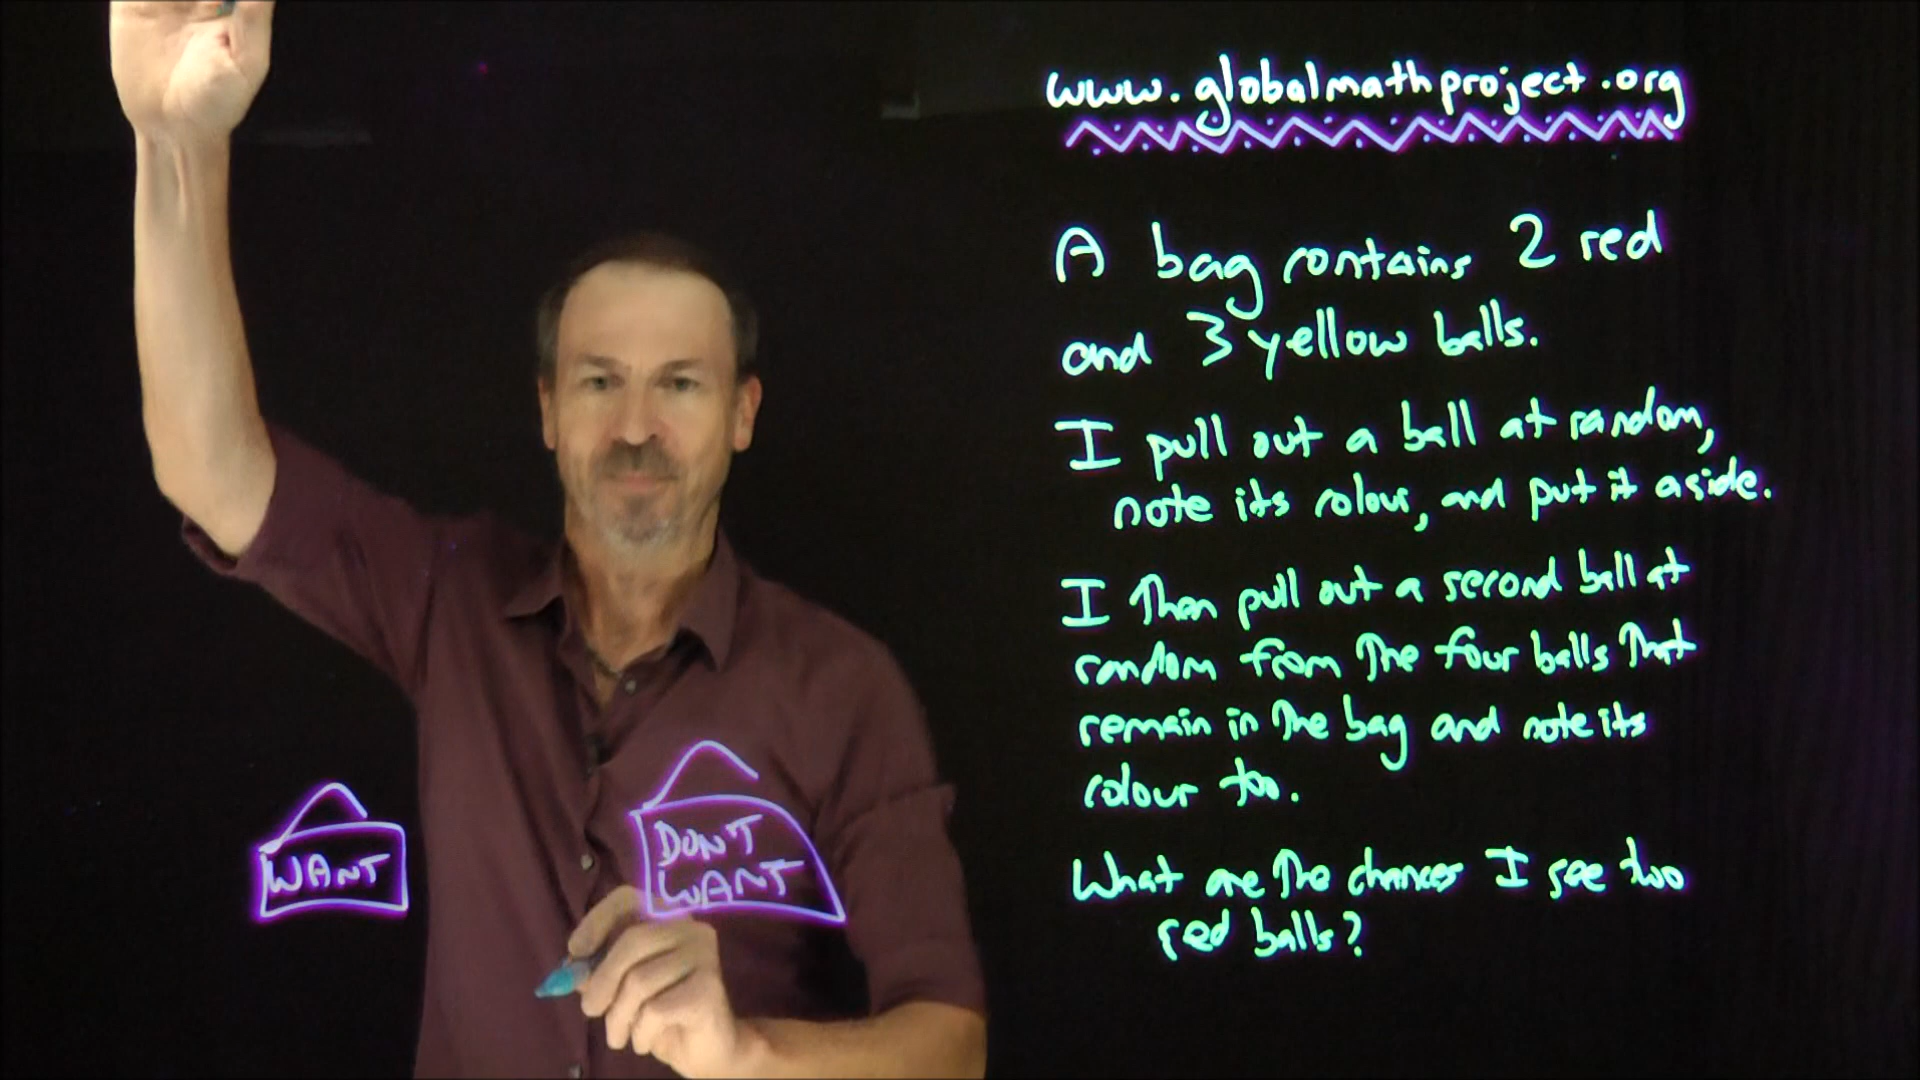 www.globalmathproject.org
A bag contains 2 red
and 3 yellow balls.
I pull out a ball at random,
note its colour, and put it aside.
I then pull out a second ball at
random from the four balls that
remain in the bag and note its
colour too.
What are the chances I see two
red balls?
WANT
DON'T
WANT